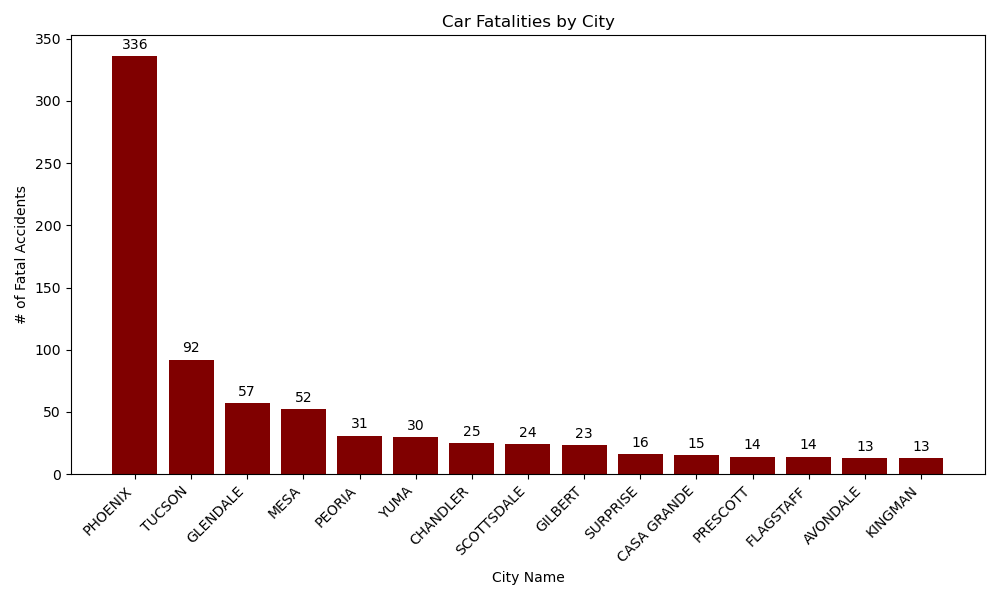 Car Fatalities by City
# of Fatal Accidents
350
300
250
200
150
100
50
0
336
92
57
52
31
30
25
24
23
16
15
14
14
13
13
PHOENIX
TUCSON
GLENDALE
MESA
PEORIA
YUMA
CHANDLER
SCOTTSDALE
GILBERT
SURPRISE
CASA GRANDE
PRESCOTT
FLAGSTAFF
AVONDALE
KINGMAN
City Name